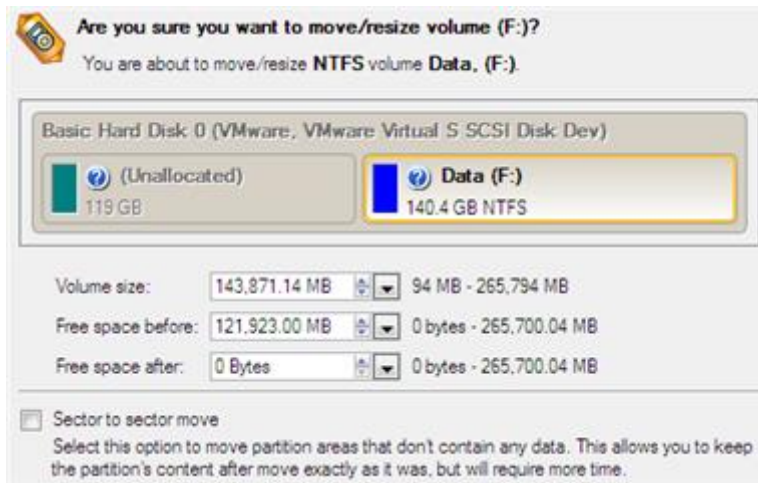 Are you sure you want to move/resize volume (F:)?
You are about to move/resize NTFS volume Data, (F:).
Basic Hard Disk 0 (VMware, VMware Virtual S SCSI Disk Dev)
(Unallocated)
119 GB
Data (F:)
140.4 GB NTFS
Volume size: 143,871.14 MB 94 MB - 265,794 MB
Free space before: 121,923.00 MB 0 bytes - 265,700.04 MB
Free space after: 0 Bytes 0 bytes - 265,700.04 MB
Sector to sector move
Select this option to move partition areas that don't contain any data. This allows you to keep
the partition's content after move exactly as it was, but will require more time.